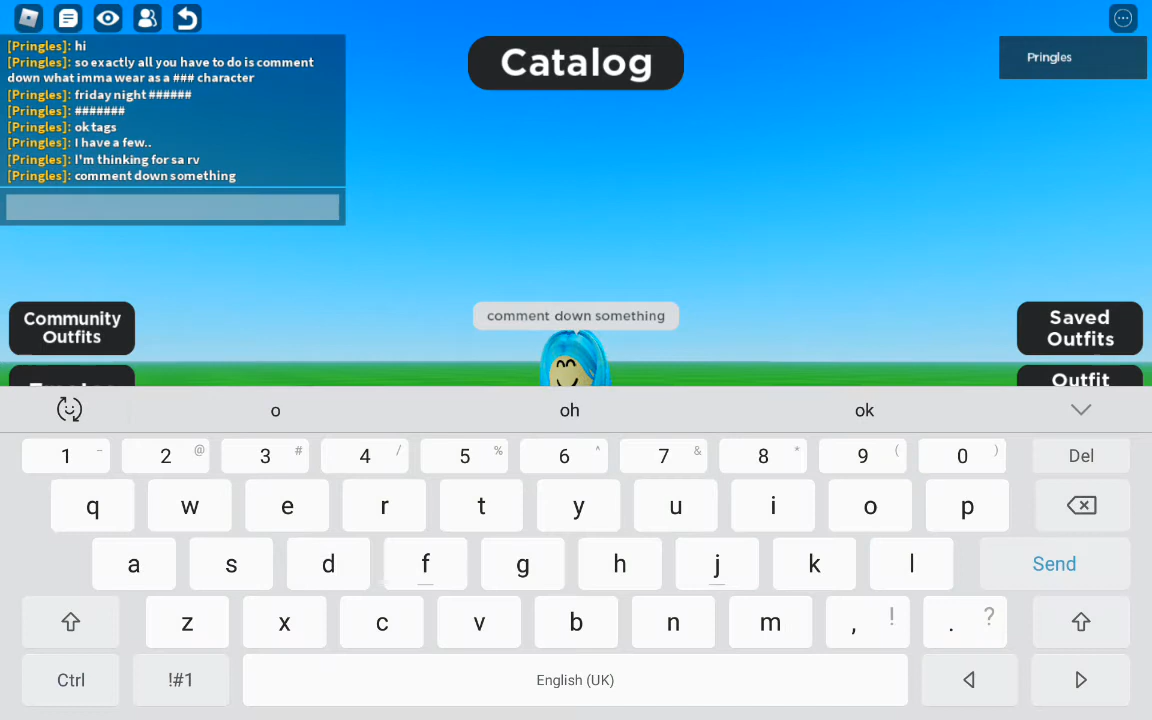 [Pringles]: hi
[Pringles]: so exactly all you have to do is comment
down what imma wear as a ### character
[Pringles]: friday night ######
[Pringles]: #######
[Pringles]: ok tags
[Pringles]: I have a few..
[Pringles]: I'm thinking for sa rv
[Pringles]: comment down something
Catalog
Pringles
Community
Outfits
comment down something
Saved
Outfits
Outfit
o oh ok
1 - 2 @ 3 # 4 / 5 % 6 ^ 7 & 8 * 9 ( 0 ) Del
q w e r t y u i o p
a s d f g h j k l Send
z x c v b n m , ! . ?
Ctrl !#1 English (UK)